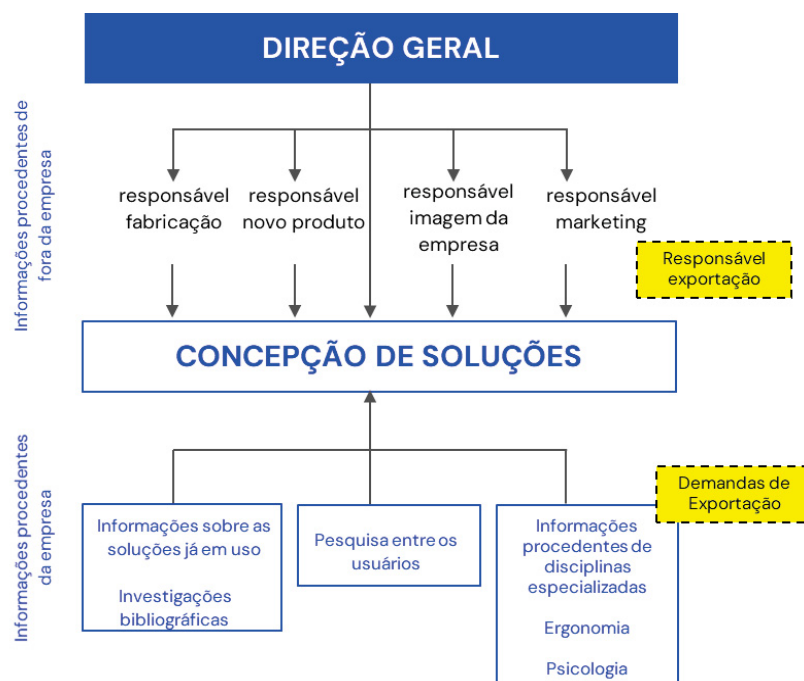 DIREÇÃO GERAL
Informações procedentes de
fora da empresa
responsável
fabricação
responsável
novo produto
responsável
imagem da
empresa
responsável
marketing
Responsável
exportação
CONCEPÇÃO DE SOLUÇÕES
Informações procedentes
da empresa
Informações sobre as
soluções já em uso
Investigações
bibliográficas
Pesquisa entre os
usuários
Informações
procedentes de
disciplinas
especializadas
Ergonomia
Psicologia
Demandas de
Exportação